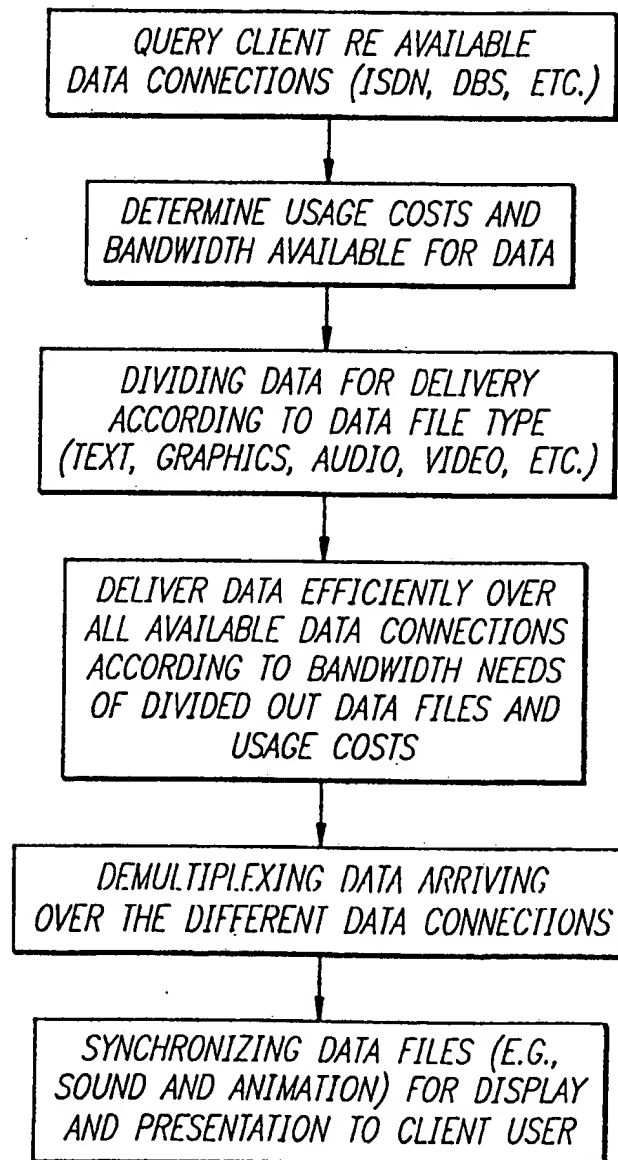 QUERY CLIENT RE AVAILABLE
DATA CONNECTIONS (ISDN, DBS, ETC.)
DETERMINE USAGE COSTS AND
BANDWIDTH AVAILABLE FOR DATA
DIVIDING DATA FOR DELIVERY
ACCORDING TO DATA FILE TYPE
(TEXT, GRAPHICS, AUDIO, VIDEO, ETC.)
DELIVER DATA EFFICIENTLY OVER
ALL AVAILABLE DATA CONNECTIONS
ACCORDING TO BANDWIDTH NEEDS
OF DIVIDED OUT DATA FILES AND
USAGE COSTS
DEMULTIPLEXING DATA ARRIVING
OVER THE DIFFERENT DATA CONNECTIONS
SYNCHRONIZING DATA FILES (E.G.,
SOUND AND ANIMATION) FOR DISPLAY
AND PRESENTATION TO CLIENT USER